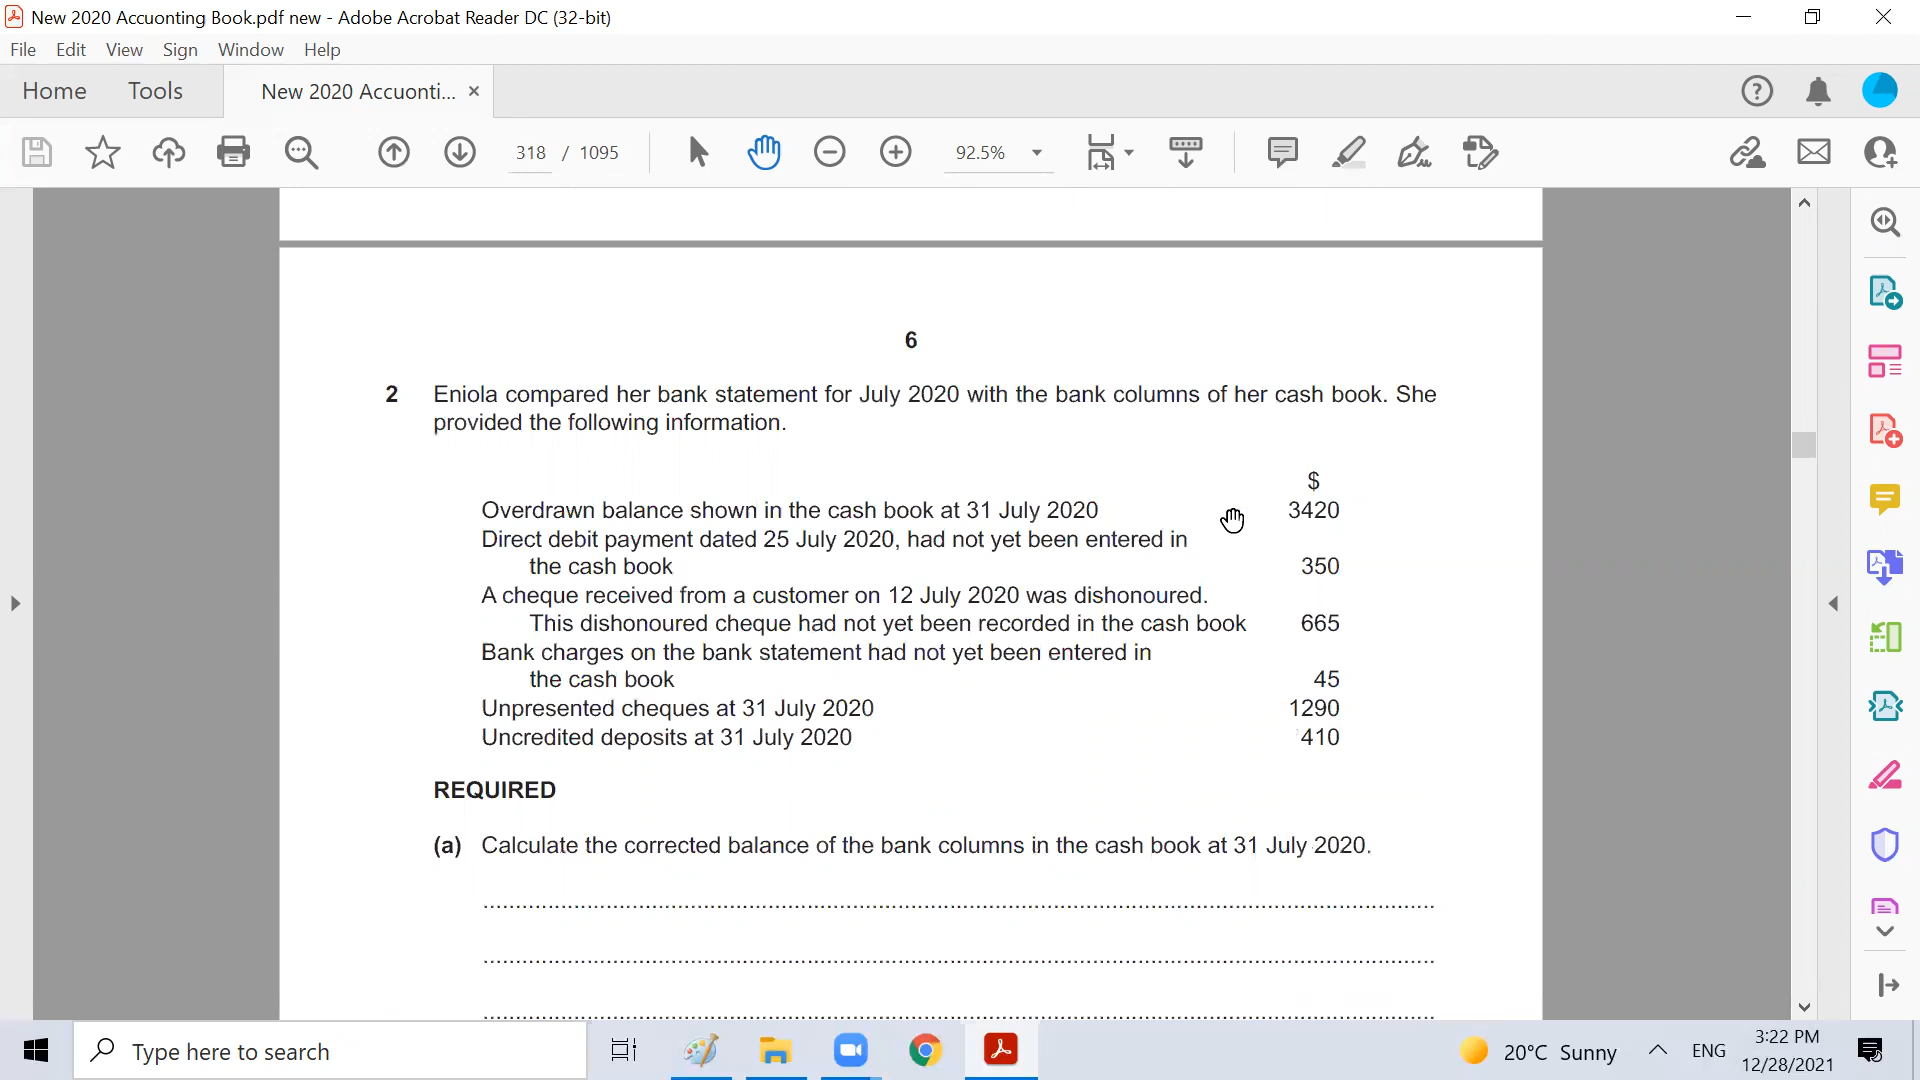 New 2020 Accuonting Book.pdf new - Adobe Acrobat Reader DC (32-bit)
File Edit View Sign Window Help
Home Tools New 2020 Accuonti... ×
318 / 1095 92.5%
6
2 Eniola compared her bank statement for July 2020 with the bank columns of her cash book. She
provided the following information.
$
Overdrawn balance shown in the cash book at 31 July 2020 3420
Direct debit payment dated 25 July 2020, had not yet been entered in
the cash book 350
A cheque received from a customer on 12 July 2020 was dishonoured.
This dishonoured cheque had not yet been recorded in the cash book 665
Bank charges on the bank statement had not yet been entered in
the cash book 45
Unpresented cheques at 31 July 2020 1290
Uncredited deposits at 31 July 2020 410
REQUIRED
(a) Calculate the corrected balance of the bank columns in the cash book at 31 July 2020.
Type here to search
20°C Sunny ENG 3:22 PM
12/28/2021